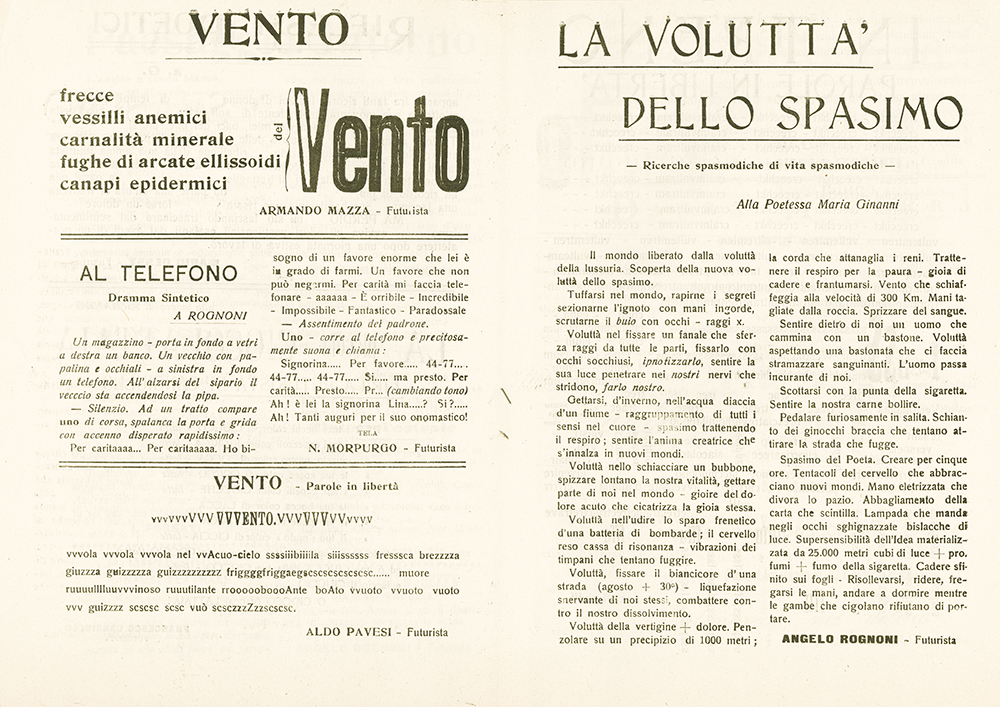 VENTO
frecce
vessilli anemici
carnalità minerale
fughe di arcate ellissoidi
canapi epidermici
del
Vento
ARMANDO MAZZA - Futurista
AL TELEFONO
Dramma Sintetico
A ROGNONI
Un magazzino - porta in fondo a vetri
a destra un banco. Un vecchio con pa-
palina e occhiali - a sinistra in fondo
un telefono. All'alzarsi del sipario il
vecccio sta accendendosi la pipa.
— Silenzio. Ad un tratto compare
uno di corsa, spalanca la porta e grida
con accenno disperato rapidissimo :
Per caritaaaa... Per caritaaaa. Ho bi-
sogno di un favore enorme che lei è
in grado di farmi. Un favore che non
può negarmi. Per carità mi faccia tele-
fonare - aaaaaa - È orribile - Incredibile
- Impossibile - Fantastico - Paradossale
— Assentimento del padrone.
Uno - corre al telefono e precitosa-
mente suona e chiama :
Signorina..... Per favore.... 44-77....
44-77..... 44-77.... Si..... ma presto. Per
carità.... Presto.... Pr... (cambiando tono)
Ah ! è lei la signorina Lina.....? Si?.....
Ah! Tanti auguri per il suo onomastico!
TELA
N. MORPURGO - Futurista
VENTO - Parole in libertà
vvvvvvVVV VVVENTO.VVVVVVvvvvvv
vvvola vvvola vvvola nel vvAcuo-cielo sssiiibiiiila siiissssss fresssca brezzzza
giuzzza guizzzzza guizzzzzzzzzz friggggfriggaegscscscscscsc...... muore
ruuuulllluuvvvinoso ruuutilante rroooooboooAnte boAto vvuoto vvuoto vuoto
vvv guizzzz scscsc scsc vuò scsczzzZzzscscsc.
ALDO PAVESI - Futurista
LA VOLUTTA'
DELLO SPASIMO
— Ricerche spasmodiche di vita spasmodiche —
Alla Poetessa Maria Ginanni
Il mondo liberato dalla voluttà
della lussuria. Scoperta della nuova vo-
luttà dello spasimo.
Tuffarsi nel mondo, rapirne i segreti
sezionarne l'ignoto con mani ingorde,
scrutarne il buio con occhi - raggi x.
Voluttà nel fissare un fanale che sfer-
za raggi da tutte le parti, fissarlo con
occhi socchiusi, ipnotizzarlo, sentire la
sua luce penetrare nei nostri nervi che
stridono, farlo nostro.
Gettarsi, d'inverno, nell'acqua diaccia
d'un fiume - raggruppamento di tutti i
sensi nel cuore - spasimo trattenendo
il respiro ; sentire l'anima creatrice che
s'innalza in nuovi mondi.
Voluttà nello schiacciare un bubbone,
spizzare lontano la nostra vitalità, gettare
parte di noi nel mondo - gioire del do-
lore acuto che cicatrizza la gioia stessa.
Voluttà nell'udire lo sparo frenetico
d'una batteria di bombarde ; il cervello
reso cassa di risonanza - vibrazioni dei
timpani che tentano fuggire.
Voluttà, fissare il biancicore d'una
strada (agosto + 30º) - liquefazione
snervante di noi stessi, combattere con-
tro il nostro dissolvimento.
Voluttà della vertigine + dolore. Pen-
zolare su un precipizio di 1000 metri ;
la corda che attanaglia i reni. Tratte-
nere il respiro per la paura - gioia di
cadere e frantumarsi. Vento che schiaf-
feggia alla velocità di 300 Km. Mani ta-
gliate dalla roccia. Sprizzare del sangue.
Sentire dietro di noi un uomo che
cammina con un bastone. Voluttà
aspettando una bastonata che ci faccia
stramazzare sanguinanti. L'uomo passa
incurante di noi.
Scottarsi con la punta della sigaretta.
Sentire la nostra carne bollire.
Pedalare furiosamente in salita. Schian-
to dei ginocchi braccia che tentano at-
tirare la strada che fugge.
Spasimo del Poeta. Creare per cinque
ore. Tentacoli del cervello che abbrac-
ciano nuovi mondi. Mano eletrizzata che
divora lo pazio. Abbagliamento della
carta che scintilla. Lampada che manda
negli occhi sghignazzate bislacche di
luce. Supersensibilità dell'Idea materializ-
zata da 25.000 metri cubi di luce + pro.
fumi + fumo della sigaretta. Cadere sfi-
nito sui fogli - Risollevarsi, ridere, fre-
garsi le mani, andare a dormire mentre
le gambe che cigolano rifiutano di por-
tare.
ANGELO ROGNONI - Futurista